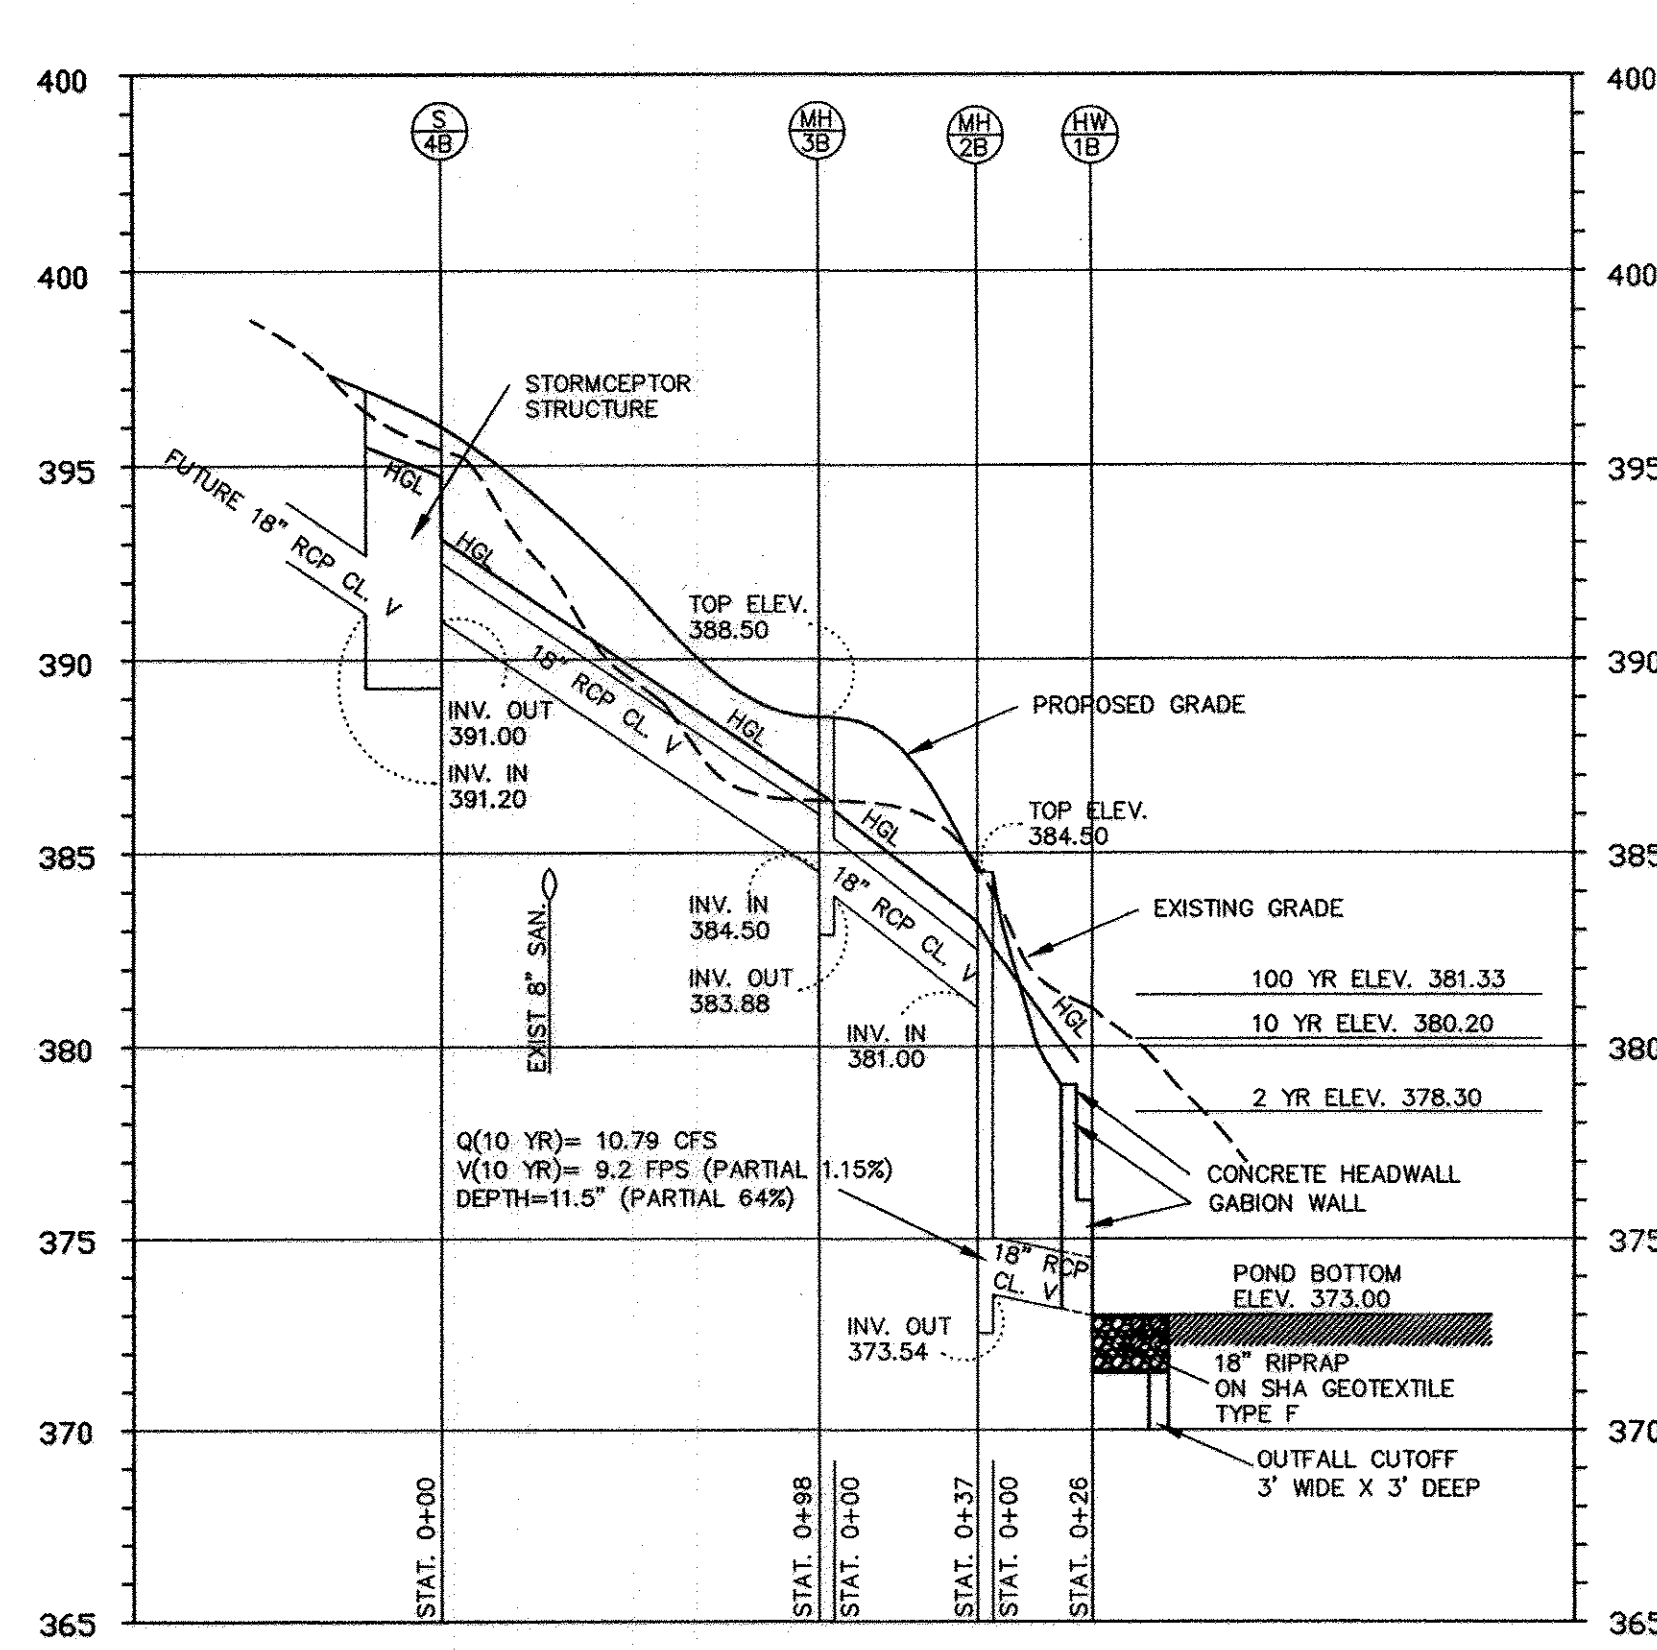 400
400
S
4B
MH
3B
MH
2B
HW
1B
400
400
STORMCEPTOR
STRUCTURE
FUTURE 18" RCP CL. V
395
395
HGL
HGL
TOP ELEV.
388.50
390
390
18" RCP CL. V
HGL
PROPOSED GRADE
INV. OUT
391.00
INV. IN
391.20
HGL
TOP ELEV.
384.50
385
385
EXIST 8" SAN.
INV. IN
384.50
18" RCP CL. V
EXISTING GRADE
INV. OUT
383.88
100 YR ELEV. 381.33
HGL
10 YR ELEV. 380.20
INV. IN
381.00
380
380
2 YR ELEV. 378.30
Q(10 YR)= 10.79 CFS
V(10 YR)= 9.2 FPS (PARTIAL 1.15%)
DEPTH=11.5" (PARTIAL 64%)
CONCRETE HEADWALL
GABION WALL
375
375
18" RCP
CL. V
POND BOTTOM
ELEV. 373.00
INV. OUT
373.54
18" RIPRAP
ON SHA GEOTEXTILE
TYPE F
370
370
OUTFALL CUTOFF
3' WIDE X 3' DEEP
STAT. 0+00
STAT. 0+98
STAT. 0+00
STAT. 0+37
STAT. 0+00
STAT. 0+26
365
365